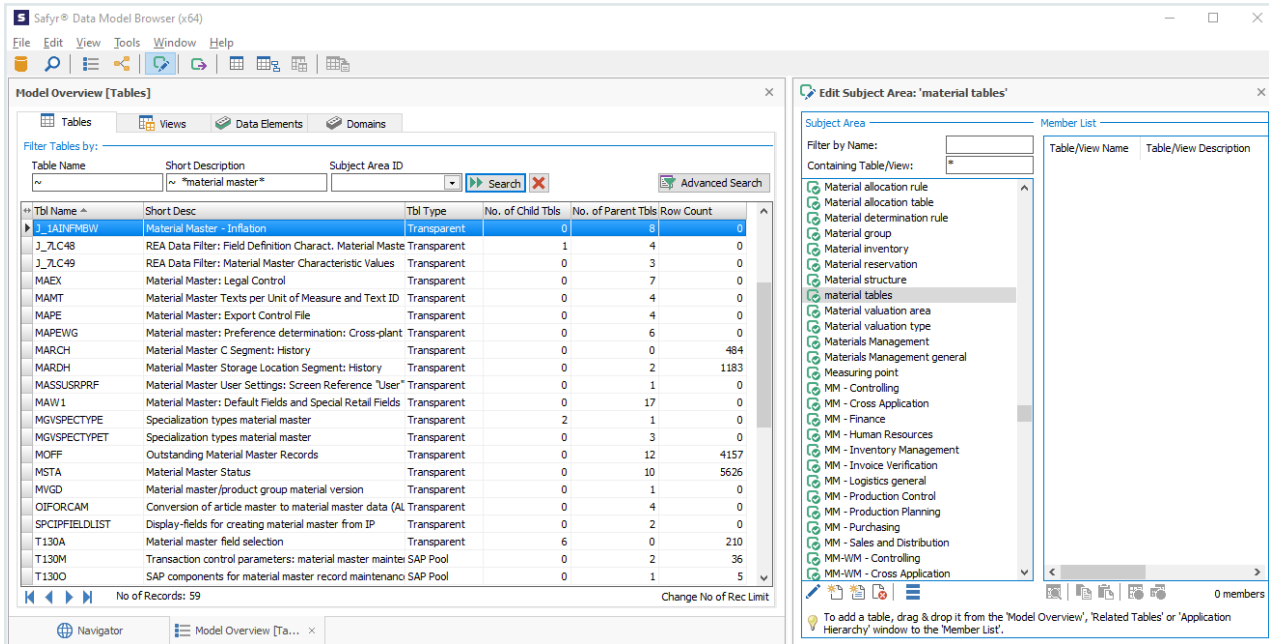 S Safyr® Data Model Browser (x64)
File Edit View Tools Window Help
Model Overview [Tables]
Tables Views Data Elements Domains
Filter Tables by:
Table Name Short Description Subject Area ID
~ ~ *material master* Search Advanced Search
Tbl Name Short Desc Tbl Type No. of Child Tbls No. of Parent Tbls Row Count
J_1AINFMBW Material Master - Inflation Transparent 0 8 0
J_7LC48 REA Data Filter: Field Definition Charact. Material Maste Transparent 1 4 0
J_7LC49 REA Data Filter: Material Master Characteristic Values Transparent 0 3 0
MAEX Material Master: Legal Control Transparent 0 7 0
MAMT Material Master Texts per Unit of Measure and Text ID Transparent 0 4 0
MAPE Material Master: Export Control File Transparent 0 4 0
MAPEWG Material master: Preference determination: Cross-plant Transparent 0 6 0
MARCH Material Master C Segment: History Transparent 0 0 484
MARDH Material Master Storage Location Segment: History Transparent 0 2 1183
MASSUSRPRF Material Master User Settings: Screen Reference "User" Transparent 0 1 0
MAW1 Material Master: Default Fields and Special Retail Fields Transparent 0 17 0
MGVSPECTYPE Specialization types material master Transparent 2 1 0
MGVSPECTYPET Specialization types material master Transparent 0 3 0
MOFF Outstanding Material Master Records Transparent 0 12 4157
MSTA Material Master Status Transparent 0 10 5626
MVGD Material master/product group material version Transparent 0 1 0
OIFORCAM Conversion of article master to material master data (AL Transparent 0 4 0
SPCIPFIELDLIST Display-fields for creating material master from IP Transparent 0 2 0
T130A Material master field selection Transparent 6 0 210
T130M Transaction control parameters: material master mainte SAP Pool 0 2 36
T130O SAP components for material master record maintenanc SAP Pool 0 1 5
No of Records: 59 Change No of Rec Limit
Navigator Model Overview [Ta...
Edit Subject Area: 'material tables'
Subject Area Member List
Filter by Name:
Containing Table/View: *
Table/View Name Table/View Description
Material allocation rule
Material allocation table
Material determination rule
Material group
Material inventory
Material reservation
Material structure
material tables
Material valuation area
Material valuation type
Materials Management
Materials Management general
Measuring point
MM - Controlling
MM - Cross Application
MM - Finance
MM - Human Resources
MM - Inventory Management
MM - Invoice Verification
MM - Logistics general
MM - Production Control
MM - Production Planning
MM - Purchasing
MM - Sales and Distribution
MM-WM - Controlling
MM-WM - Cross Application
0 members
To add a table, drag & drop it from the 'Model Overview', 'Related Tables' or 'Application
Hierarchy' window to the 'Member List'.